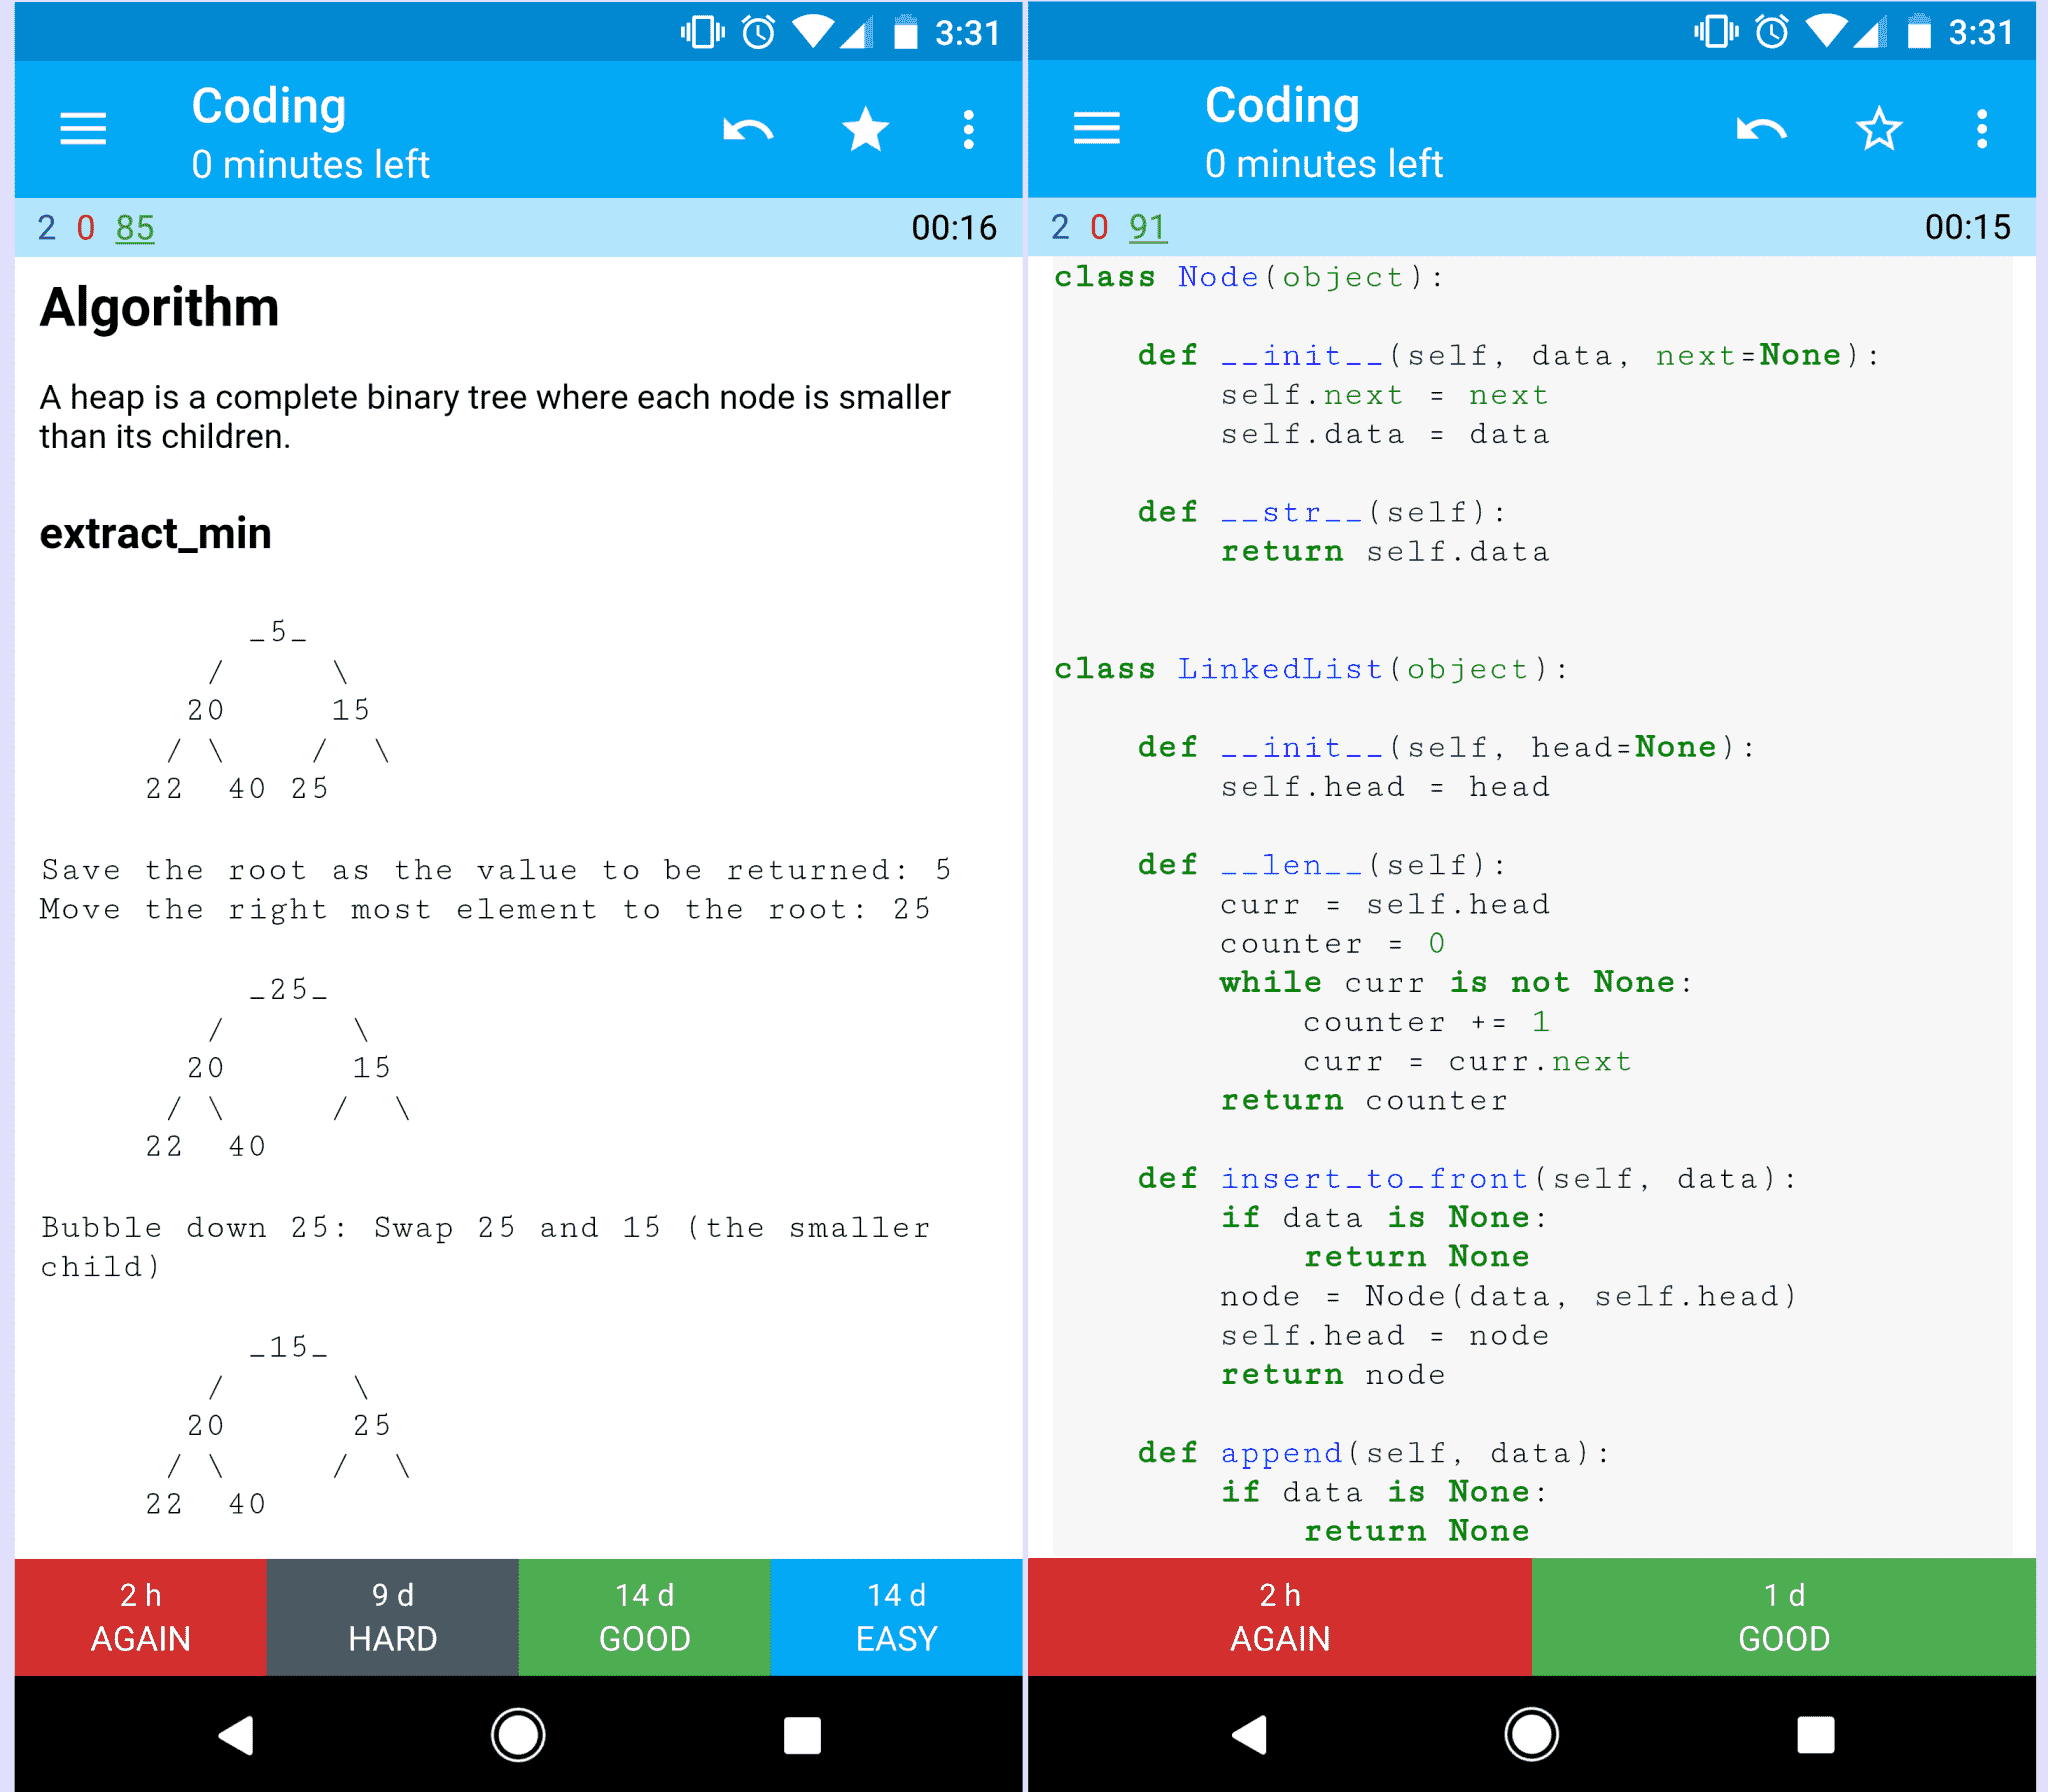 3:31
Coding
0 minutes left
2 0 85
00:16
Algorithm
A heap is a complete binary tree where each node is smaller
than its children.
extract_min
_5_
/ \
20 15
/ \ / \
22 40 25
Save the root as the value to be returned: 5
Move the right most element to the root: 25
_25_
/ \
20 15
/ \ / \
22 40
Bubble down 25: Swap 25 and 15 (the smaller
child)
_15_
/ \
20 25
/ \ / \
22 40
2 h
AGAIN
9 d
HARD
14 d
GOOD
14 d
EASY
3:31
Coding
0 minutes left
2 0 91
00:15
class Node(object):
    def __init__(self, data, next=None):
        self.next = next
        self.data = data
    def __str__(self):
        return self.data
class LinkedList(object):
    def __init__(self, head=None):
        self.head = head
    def __len__(self):
        curr = self.head
        counter = 0
        while curr is not None:
            counter += 1
            curr = curr.next
        return counter
    def insert_to_front(self, data):
        if data is None:
            return None
        node = Node(data, self.head)
        self.head = node
        return node
    def append(self, data):
        if data is None:
            return None
2 h
AGAIN
1 d
GOOD